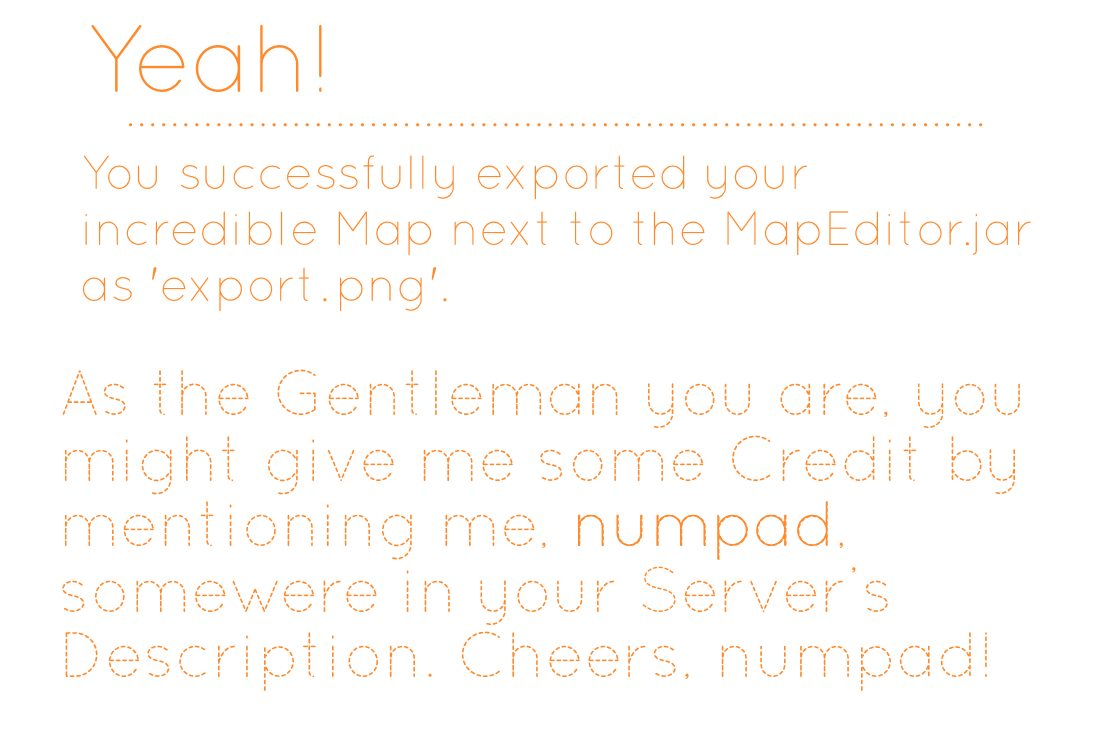 Yeah!
You successfully exported your
incredible Map next to the MapEditor.jar
as 'export.png'.
As the Gentleman you are, you
might give me some Credit by
mentioning me, numpad,
somewere in your Server's
Description. Cheers, numpad!